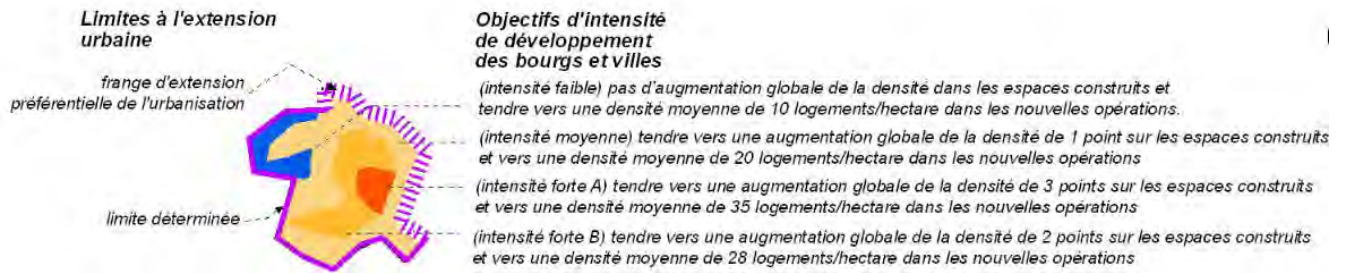 Limites à l'extension
urbaine
frange d'extension
préférentielle de l'urbanisation
limite déterminée
Objectifs d'intensité
de développement
des bourgs et villes
(intensité faible) pas d'augmentation globale de la densité dans les espaces construits et
tendre vers une densité moyenne de 10 logements/hectare dans les nouvelles opérations.
(intensité moyenne) tendre vers une augmentation globale de la densité de 1 point sur les espaces construits
et vers une densité moyenne de 20 logements/hectare dans les nouvelles opérations
(intensité forte A) tendre vers une augmentation globale de la densité de 3 points sur les espaces construits
et vers une densité moyenne de 35 logements/hectare dans les nouvelles opérations
(intensité forte B) tendre vers une augmentation globale de la densité de 2 points sur les espaces construits
et vers une densité moyenne de 28 logements/hectare dans les nouvelles opérations